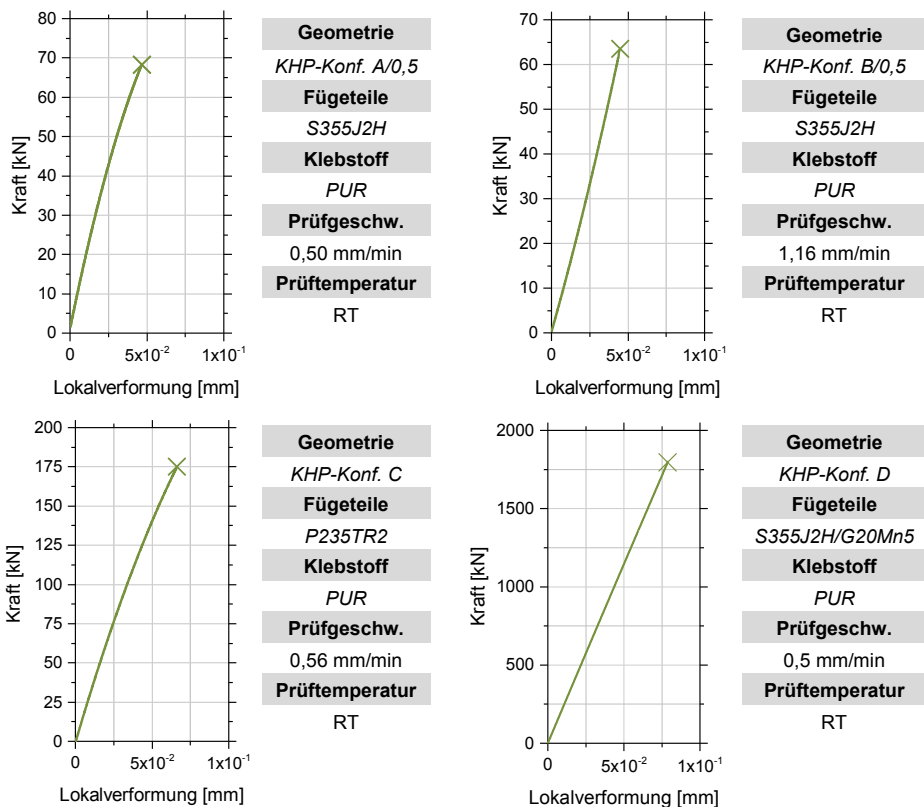 80
70
60
50
40
30
20
10
0
Kraft [kN]
0 5x10⁻² 1x10⁻¹
Lokalverformung [mm]
Geometrie
KHP-Konf. A/0,5
Fügeteile
S355J2H
Klebstoff
PUR
Prüfgeschw.
0,50 mm/min
Prüftemperatur
RT
70
60
50
40
30
20
10
0
Kraft [kN]
0 5x10⁻² 1x10⁻¹
Lokalverformung [mm]
Geometrie
KHP-Konf. B/0,5
Fügeteile
S355J2H
Klebstoff
PUR
Prüfgeschw.
1,16 mm/min
Prüftemperatur
RT
200
175
150
125
100
75
50
25
0
Kraft [kN]
0 5x10⁻² 1x10⁻¹
Lokalverformung [mm]
Geometrie
KHP-Konf. C
Fügeteile
P235TR2
Klebstoff
PUR
Prüfgeschw.
0,56 mm/min
Prüftemperatur
RT
2000
1750
1500
1250
1000
500
0
Kraft [kN]
0 5x10⁻² 1x10⁻¹
Lokalverformung [mm]
Geometrie
KHP-Konf. D
Fügeteile
S355J2H/G20Mn5
Klebstoff
PUR
Prüfgeschw.
0,5 mm/min
Prüftemperatur
RT